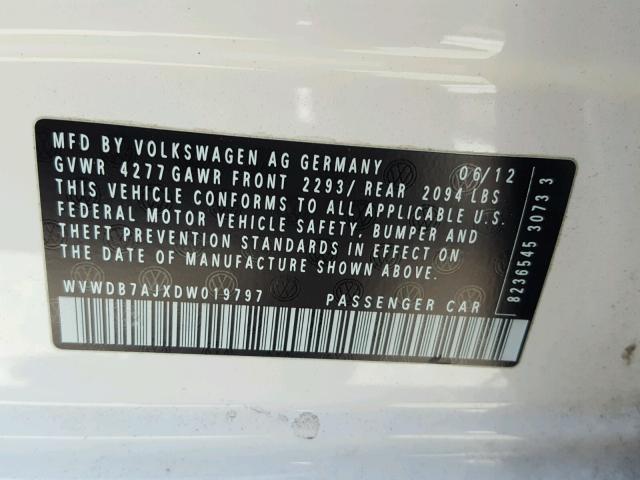 MFD BY VOLKSWAGEN AG GERMANY 06/12
GVWR 4277 GAWR FRONT 2293/ REAR 2094 LBS
THIS VEHICLE CONFORMS TO ALL APPLICABLE U.S.
FEDERAL MOTOR VEHICLE SAFETY, BUMPER AND
THEFT PREVENTION STANDARDS IN EFFECT ON
THE DATE OF MANUFACTURE SHOWN ABOVE.
WVWDB7AJXDW019797 PASSENGER CAR
8236545 3073 3